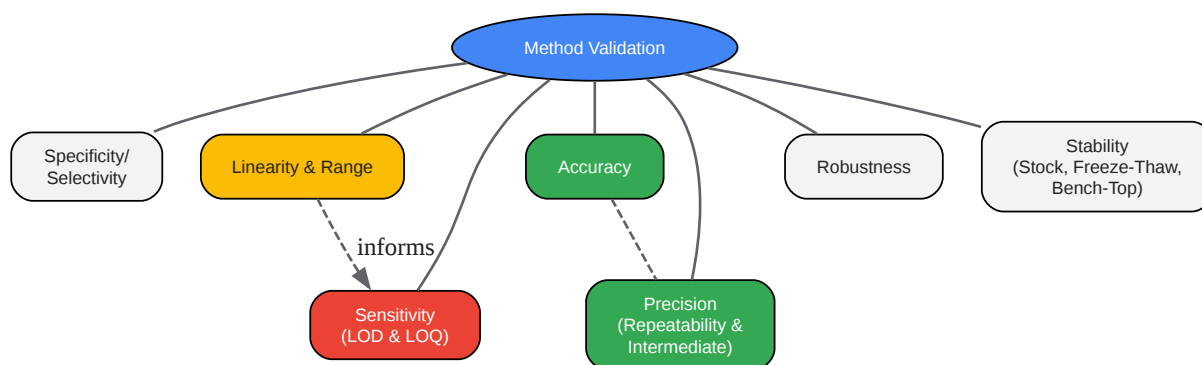 Method Validation
Specificity/
Selectivity
Linearity & Range
Accuracy
Robustness
Stability
(Stock, Freeze-Thaw,
Bench-Top)
informs
Sensitivity
(LOD & LOQ)
Precision
(Repeatability &
Intermediate)